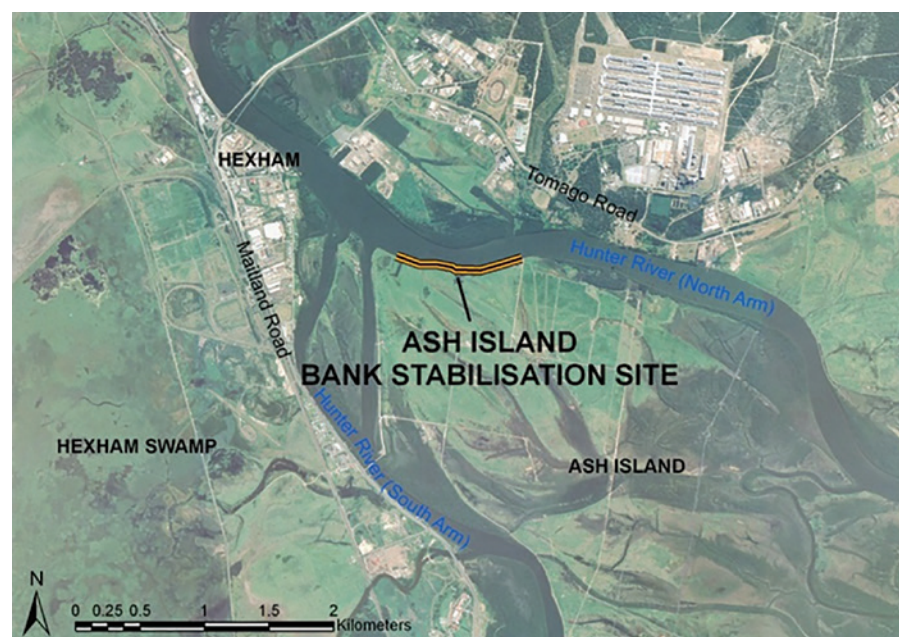 HEXHAM
Tomago Road
Maitland Road
Hunter River (North Arm)
ASH ISLAND
BANK STABILISATION SITE
Hunter River (South Arm)
HEXHAM SWAMP
ASH ISLAND
N
0 0.25 0.5 1 1.5 2
Kilometers